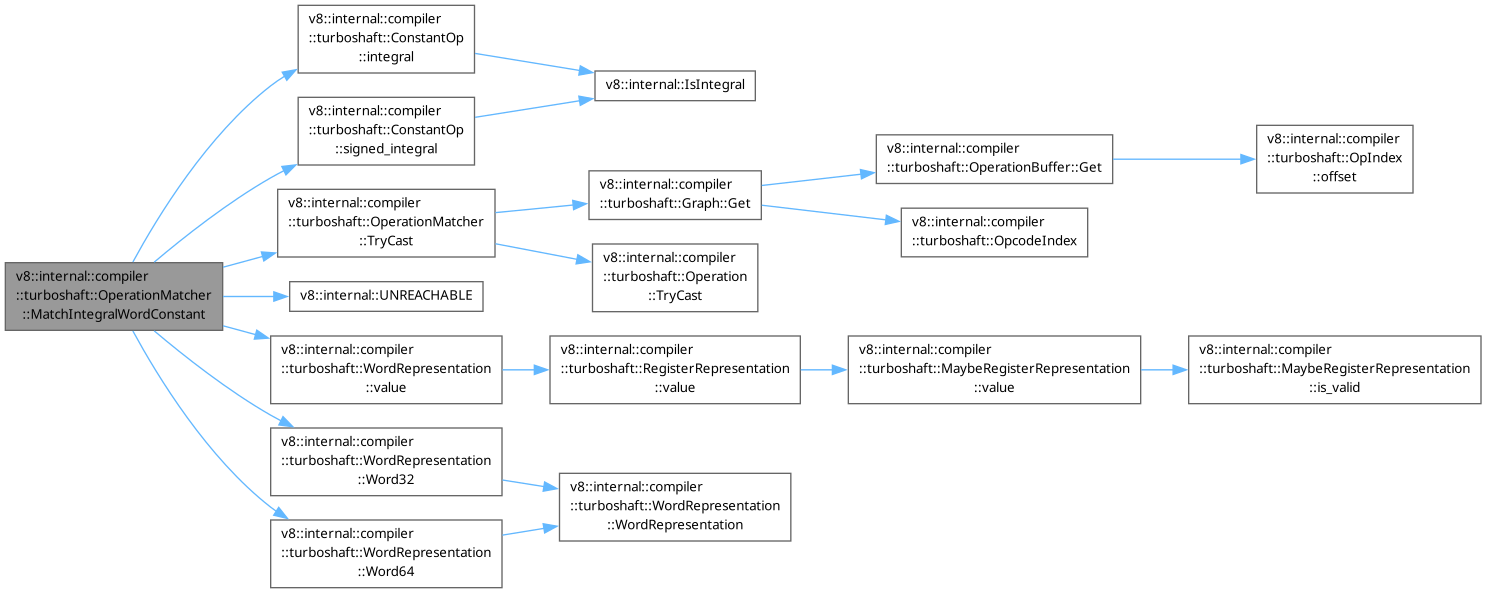 v8::internal::compiler
::turboshaft::OperationMatcher
::MatchIntegralWordConstant
v8::internal::compiler
::turboshaft::ConstantOp
::integral
v8::internal::IsIntegral
v8::internal::compiler
::turboshaft::ConstantOp
::signed_integral
v8::internal::compiler
::turboshaft::OperationMatcher
::TryCast
v8::internal::compiler
::turboshaft::Graph::Get
v8::internal::compiler
::turboshaft::OperationBuffer::Get
v8::internal::compiler
::turboshaft::OpIndex
::offset
v8::internal::compiler
::turboshaft::OpcodeIndex
v8::internal::compiler
::turboshaft::Operation
::TryCast
v8::internal::UNREACHABLE
v8::internal::compiler
::turboshaft::WordRepresentation
::value
v8::internal::compiler
::turboshaft::RegisterRepresentation
::value
v8::internal::compiler
::turboshaft::MaybeRegisterRepresentation
::value
v8::internal::compiler
::turboshaft::MaybeRegisterRepresentation
::is_valid
v8::internal::compiler
::turboshaft::WordRepresentation
::Word32
v8::internal::compiler
::turboshaft::WordRepresentation
::WordRepresentation
v8::internal::compiler
::turboshaft::WordRepresentation
::Word64